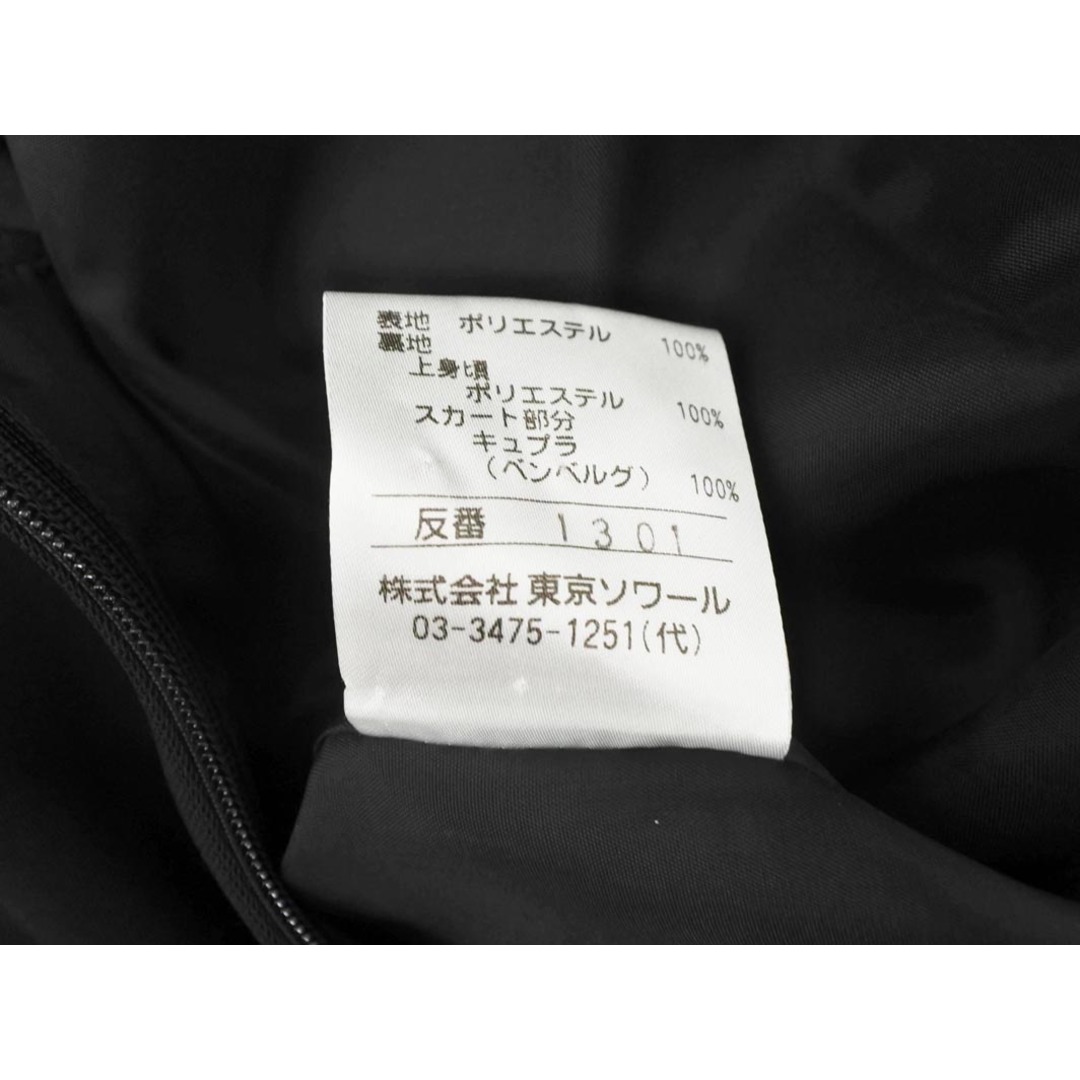 表地 ポリエステル 100%
裏地
上身頃
ポリエステル 100%
スカート部分
キュプラ
(ベンベルグ) 100%
反番 1301
株式会社 東京ソワール
03-3475-1251(代)